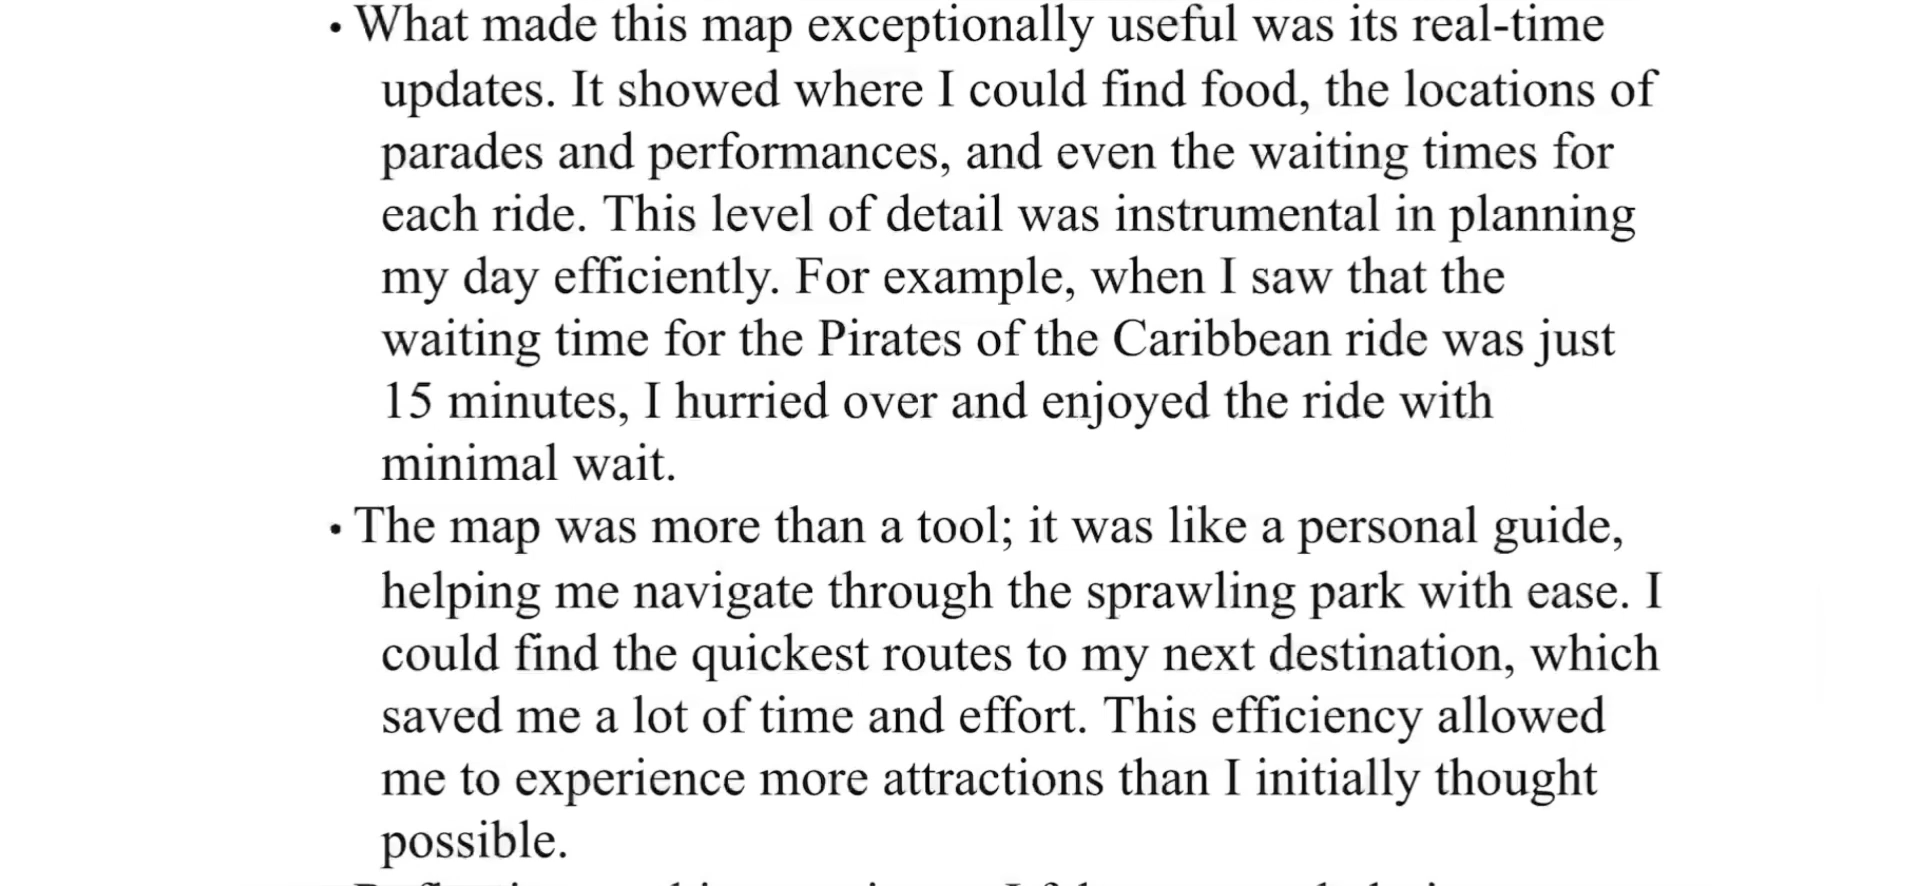 • What made this map exceptionally useful was its real-time
updates. It showed where I could find food, the locations of
parades and performances, and even the waiting times for
each ride. This level of detail was instrumental in planning
my day efficiently. For example, when I saw that the
waiting time for the Pirates of the Caribbean ride was just
15 minutes, I hurried over and enjoyed the ride with
minimal wait.
• The map was more than a tool; it was like a personal guide,
helping me navigate through the sprawling park with ease. I
could find the quickest routes to my next destination, which
saved me a lot of time and effort. This efficiency allowed
me to experience more attractions than I initially thought
possible.